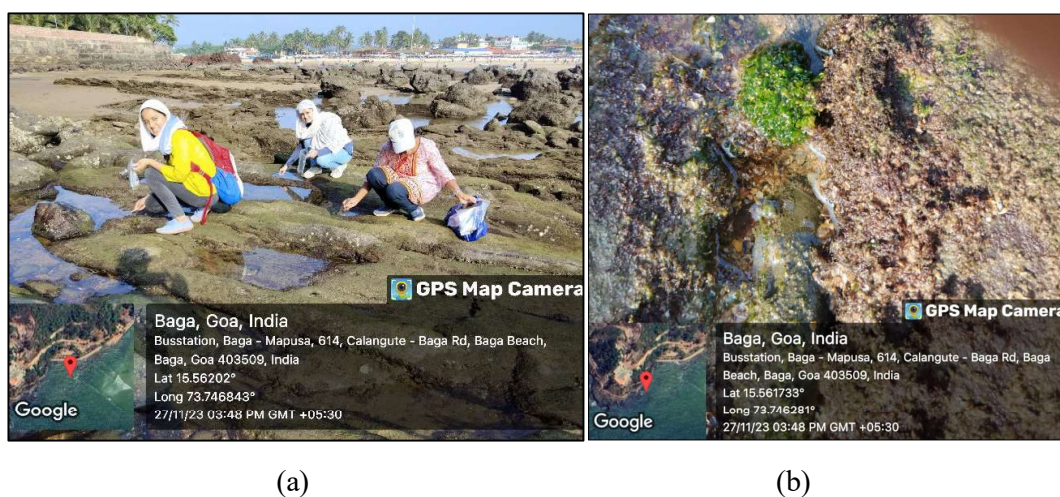 GPS Map Camera
Baga, Goa, India
Busstation, Baga - Mapusa, 614, Calangute - Baga Rd, Baga Beach,
Baga, Goa 403509, India
Lat 15.56202°
Long 73.746843°
27/11/23 03:48 PM GMT +05:30
Google
GPS Map Camera
Baga, Goa, India
Busstation, Baga - Mapusa, 614, Calangute - Baga Rd, Baga
Beach, Baga, Goa 403509, India
Lat 15.561733°
Long 73.746281°
27/11/23 03:48 PM GMT +05:30
Google
(a)
(b)